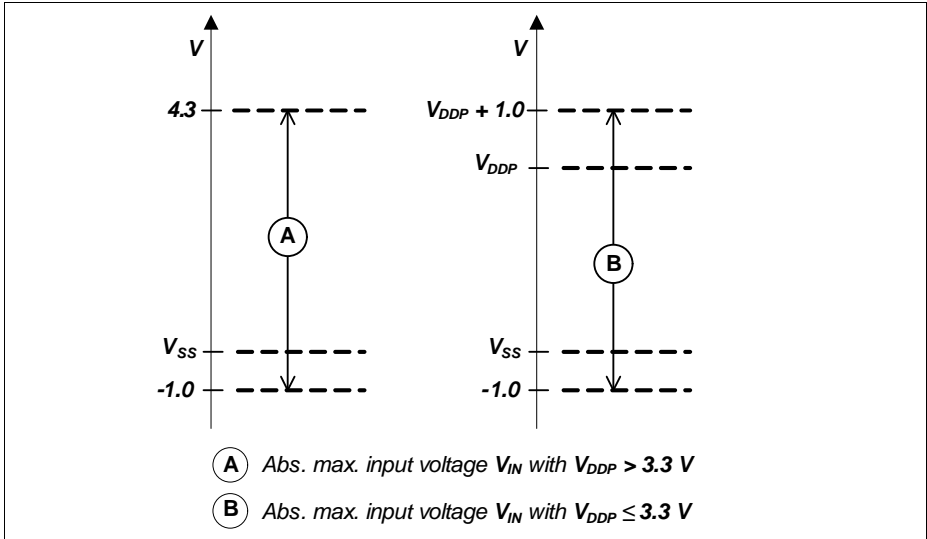 V
4.3
A
V_SS
-1.0
V
V_DDP + 1.0
V_DDP
B
V_SS
-1.0
A Abs. max. input voltage V_IN with V_DDP > 3.3 V
B Abs. max. input voltage V_IN with V_DDP ≤ 3.3 V